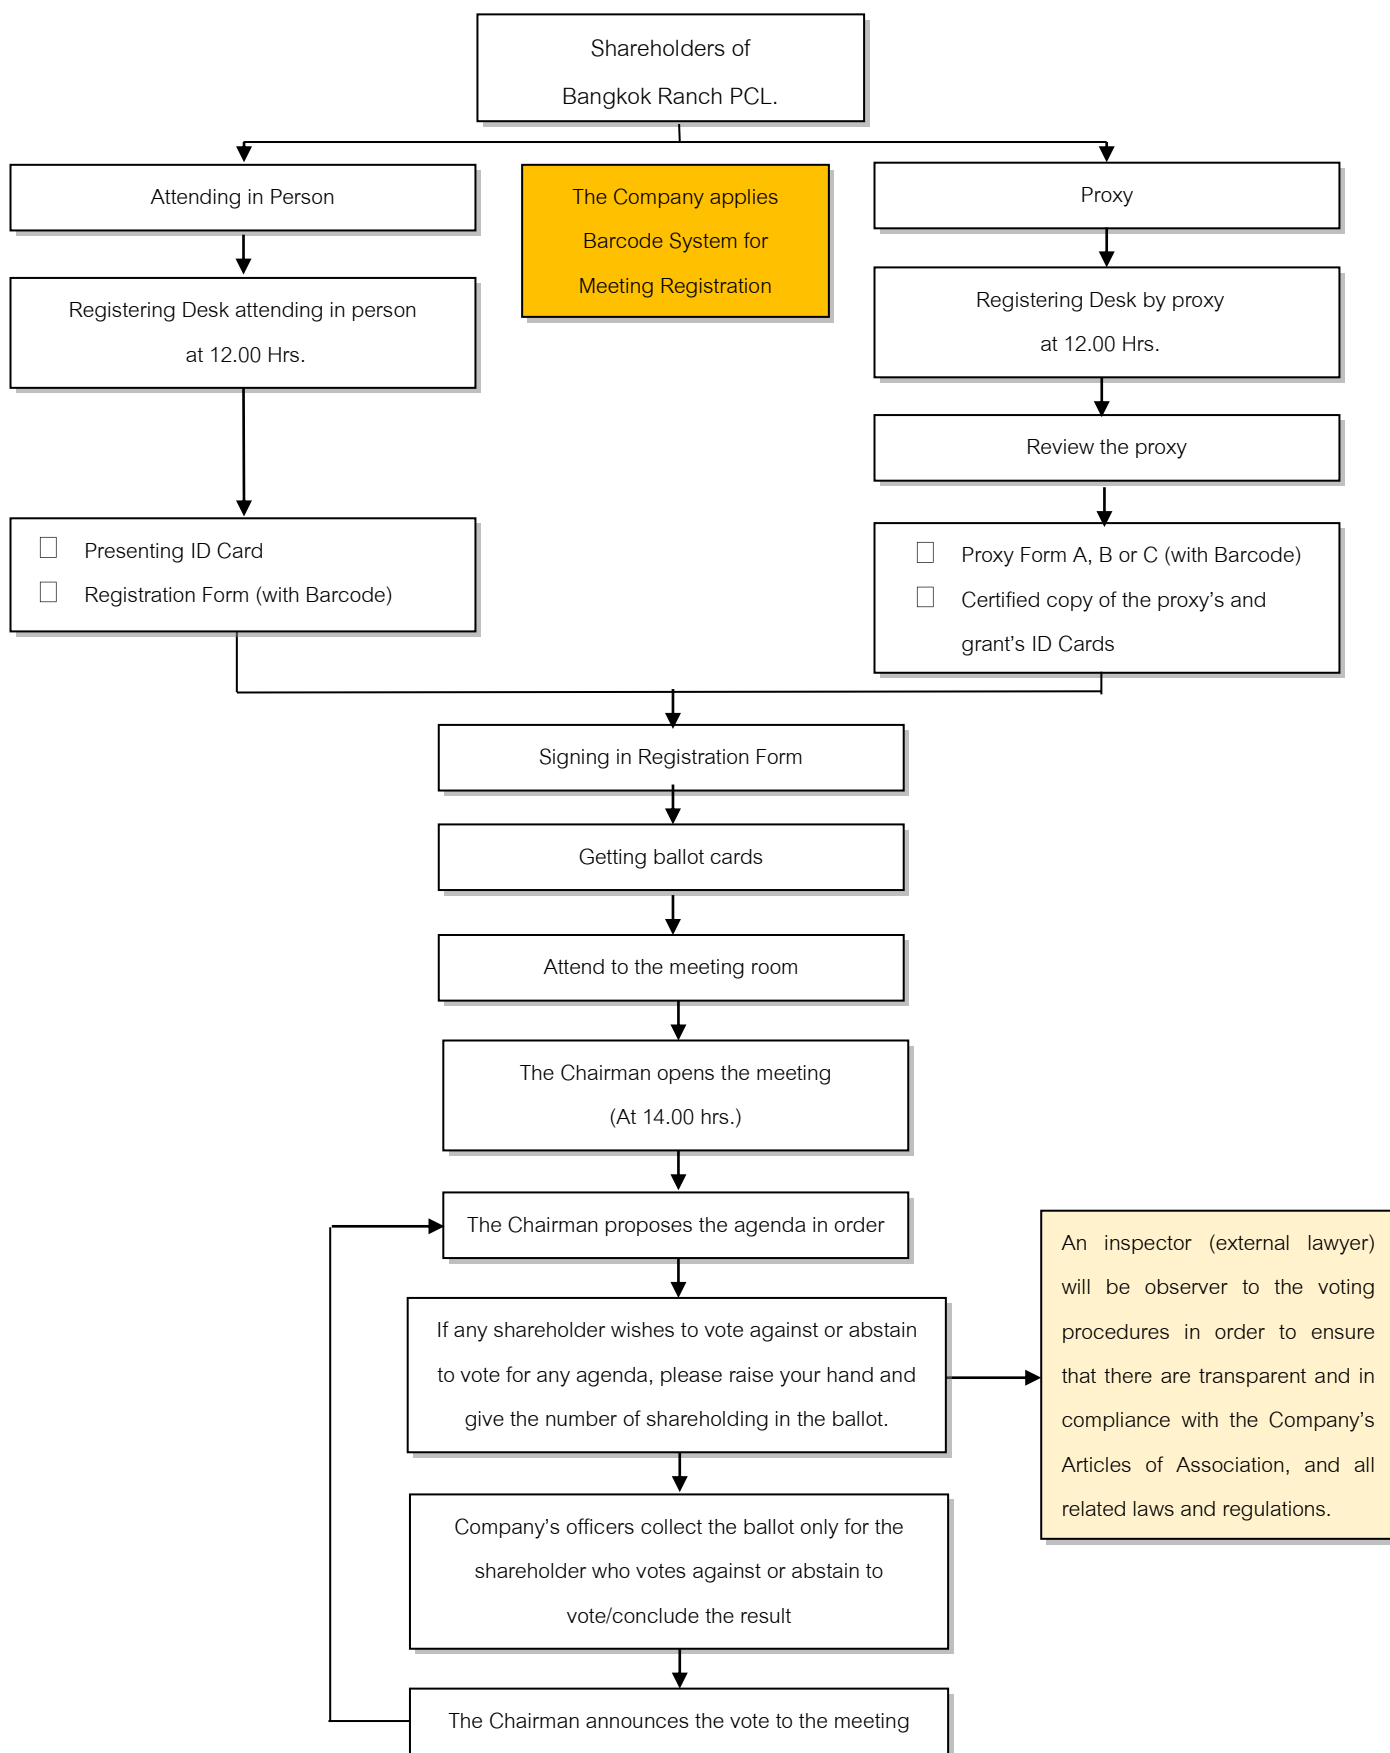 Shareholders of
Bangkok Ranch PCL.
Attending in Person
The Company applies
Barcode System for
Meeting Registration
Proxy
Registering Desk attending in person
at 12.00 Hrs.
Registering Desk by proxy
at 12.00 Hrs.
Review the proxy
Presenting ID Card
Registration Form (with Barcode)
Proxy Form A, B or C (with Barcode)
Certified copy of the proxy's and
grant's ID Cards
Signing in Registration Form
Getting ballot cards
Attend to the meeting room
The Chairman opens the meeting
(At 14.00 hrs.)
The Chairman proposes the agenda in order
If any shareholder wishes to vote against or abstain
to vote for any agenda, please raise your hand and
give the number of shareholding in the ballot.
An inspector (external lawyer)
will be observer to the voting
procedures in order to ensure
that there are transparent and in
compliance with the Company's
Articles of Association, and all
related laws and regulations.
Company's officers collect the ballot only for the
shareholder who votes against or abstain to
vote/conclude the result
The Chairman announces the vote to the meeting